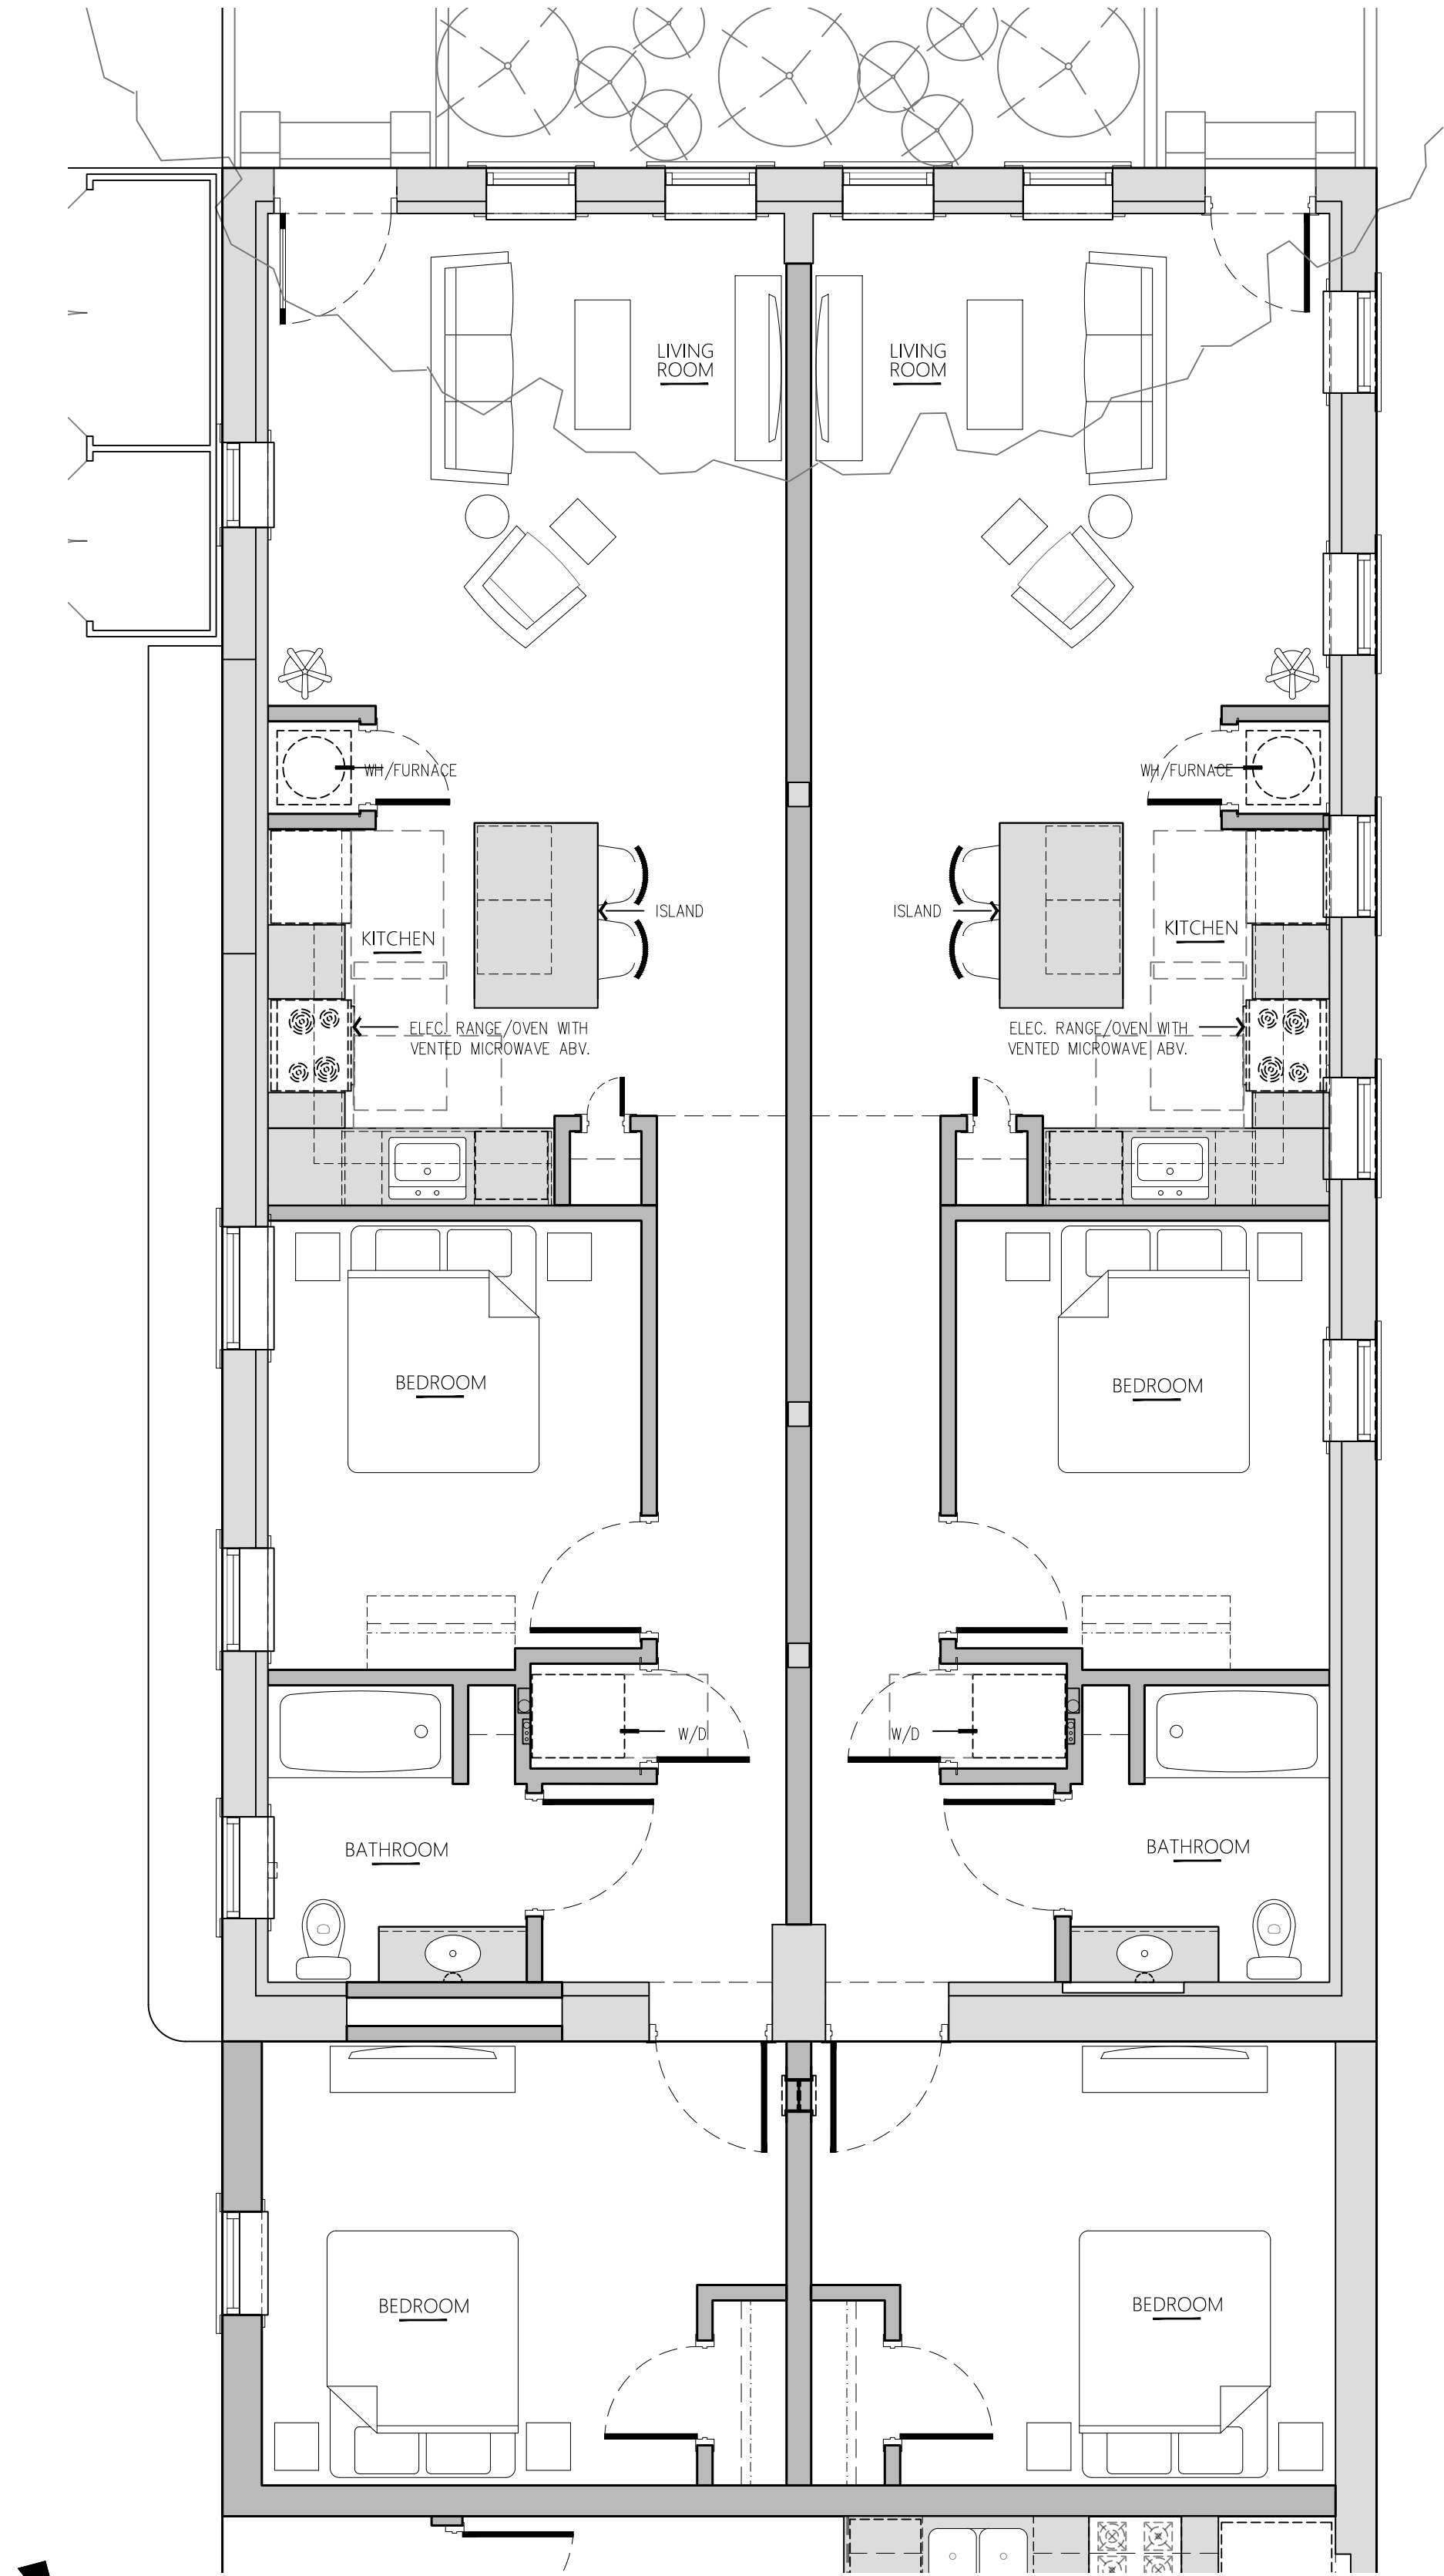 LIVING
ROOM
LIVING
ROOM
WH/FURNACE
WH/FURNACE
ISLAND
ISLAND
KITCHEN
KITCHEN
ELEC. RANGE/OVEN WITH
VENTED MICROWAVE ABV.
ELEC. RANGE/OVEN WITH
VENTED MICROWAVE ABV.
BEDROOM
BEDROOM
W/D
W/D
BATHROOM
BATHROOM
BEDROOM
BEDROOM